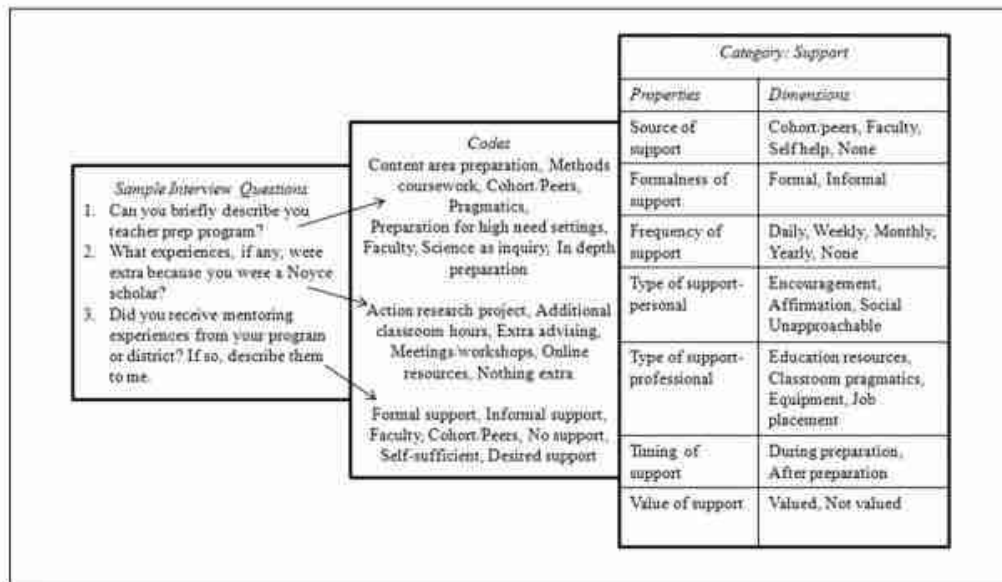 Sample Interview Questions
1. Can you briefly describe you
teacher prep program?
2. What experiences, if any, were
extra because you were a Noyce
scholar?
3. Did you receive mentoring
experiences from your program
or district? If so, describe them
to me.
Codes
Content area preparation, Methods
coursework, Cohort/Peers,
Pragmatics,
Preparation for high need settings,
Faculty, Science as inquiry, In depth
preparation
Action research project, Additional
classroom hours, Extra advising,
Meetings/workshops, Online
resources, Nothing extra
Formal support, Informal support,
Faculty, Cohort/Peers, No support,
Self-sufficient, Desired support
Category: Support
Properties Dimensions
Source of Cohort/peers, Faculty,
support Self help, None
Formalness of Formal, Informal
support
Frequency of Daily, Weekly, Monthly,
support Yearly, None
Type of support- Encouragement,
personal Affirmation, Social
Unapproachable
Type of support- Education resources,
professional Classroom pragmatics,
Equipment, Job
placement
Timing of During preparation,
support After preparation
Value of support Valued, Not valued